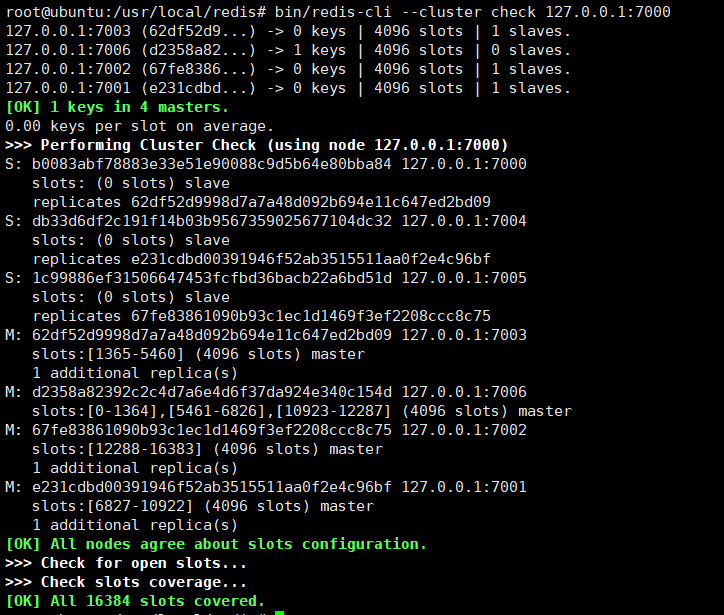 root@ubuntu:/usr/local/redis# bin/redis-cli --cluster check 127.0.0.1:7000
127.0.0.1:7003 (62df52d9...) -> 0 keys | 4096 slots | 1 slaves.
127.0.0.1:7006 (d2358a82...) -> 1 keys | 4096 slots | 0 slaves.
127.0.0.1:7002 (67fe8386...) -> 0 keys | 4096 slots | 1 slaves.
127.0.0.1:7001 (e231cdbd...) -> 0 keys | 4096 slots | 1 slaves.
[OK] 1 keys in 4 masters.
0.00 keys per slot on average.
>>> Performing Cluster Check (using node 127.0.0.1:7000)
S: b0083abf78883e33e51e90088c9d5b64e80bba84 127.0.0.1:7000
   slots: (0 slots) slave
   replicates 62df52d9998d7a7a48d092b694e11c647ed2bd09
S: db33d6df2c191f14b03b9567359025677104dc32 127.0.0.1:7004
   slots: (0 slots) slave
   replicates e231cdbd00391946f52ab3515511aa0f2e4c96bf
S: 1c99886ef31506647453fcfbd36bacb22a6bd51d 127.0.0.1:7005
   slots: (0 slots) slave
   replicates 67fe83861090b93c1ec1d1469f3ef2208ccc8c75
M: 62df52d9998d7a7a48d092b694e11c647ed2bd09 127.0.0.1:7003
   slots:[1365-5460] (4096 slots) master
   1 additional replica(s)
M: d2358a82392c2c4d7a6e4d6f37da924e340c154d 127.0.0.1:7006
   slots:[0-1364],[5461-6826],[10923-12287] (4096 slots) master
M: 67fe83861090b93c1ec1d1469f3ef2208ccc8c75 127.0.0.1:7002
   slots:[12288-16383] (4096 slots) master
   1 additional replica(s)
M: e231cdbd00391946f52ab3515511aa0f2e4c96bf 127.0.0.1:7001
   slots:[6827-10922] (4096 slots) master
   1 additional replica(s)
[OK] All nodes agree about slots configuration.
>>> Check for open slots...
>>> Check slots coverage...
[OK] All 16384 slots covered.